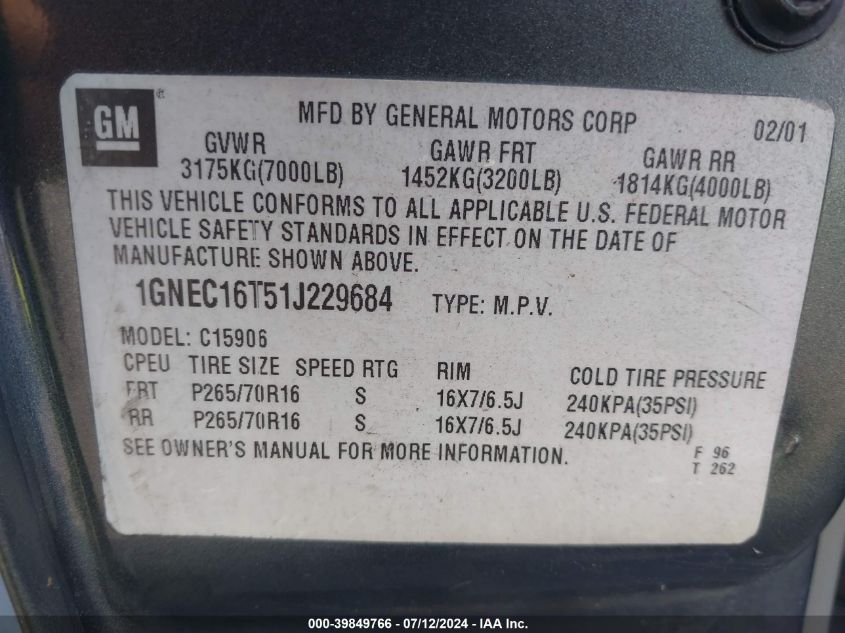 GM ®
MFD BY GENERAL MOTORS CORP 02/01
GVWR GAWR FRT GAWR RR
3175KG(7000LB) 1452KG(3200LB) 1814KG(4000LB)
THIS VEHICLE CONFORMS TO ALL APPLICABLE U.S. FEDERAL MOTOR
VEHICLE SAFETY STANDARDS IN EFFECT ON THE DATE OF
MANUFACTURE SHOWN ABOVE.
1GNEC16T51J229684 TYPE: M.P.V.
MODEL: C15906
CPEU TIRE SIZE SPEED RTG RIM COLD TIRE PRESSURE
FRT P265/70R16 S 16X7/6.5J 240KPA(35PSI)
RR P265/70R16 S 16X7/6.5J 240KPA(35PSI)
SEE OWNER'S MANUAL FOR MORE INFORMATION. F 96
T 262
000-39849766 - 07/12/2024 - IAA Inc.